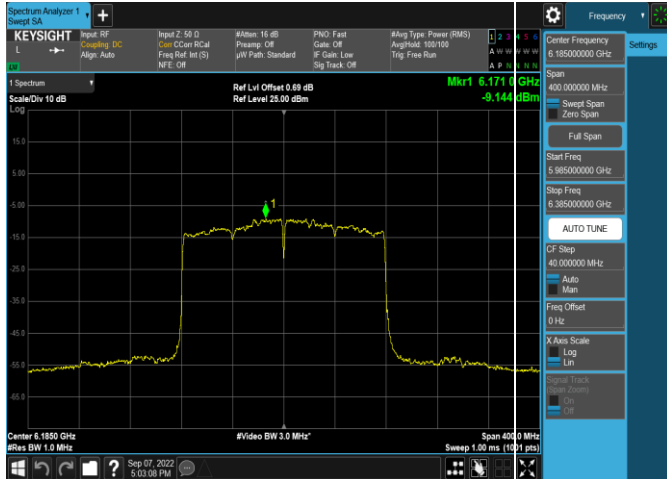 Spectrum Analyzer 1
Swept SA
+
KEYSIGHT
L
Input: RF
Coupling: DC
Align: Auto
Input Z: 50 Ω
Corr CCorr RCal
Freq Ref: Int (S)
NFE: Off
#Atten: 16 dB
Preamp: Off
µW Path: Standard
PNO: Fast
Gate: Off
IF Gain: Low
Sig Track: Off
#Avg Type: Power (RMS)
Avg|Hold: 100/100
Trig: Free Run
1 2 3 4 5 6
A W W W W W
A P N N N N
1 Spectrum
Scale/Div 10 dB
Log
Ref Lvl Offset 0.69 dB
Ref Level 25.00 dBm
Mkr1 6.171 0 GHz
-9.144 dBm
15.0
5.00
-5.00
-15.0
-25.0
-35.0
-45.0
-55.0
-65.0
1
Center 6.1850 GHz
#Res BW 1.0 MHz
#Video BW 3.0 MHz*
Span 400.0 MHz
Sweep 1.00 ms (1001 pts)
?
Sep 07, 2022
5:03:08 PM
Frequency
Settings
Center Frequency
6.185000000 GHz
Span
400.000000 MHz
Swept Span
Zero Span
Full Span
Start Freq
5.985000000 GHz
Stop Freq
6.385000000 GHz
AUTO TUNE
CF Step
40.000000 MHz
Auto
Man
Freq Offset
0 Hz
X Axis Scale
Log
Lin
Signal Track
(Span Zoom)
On
Off